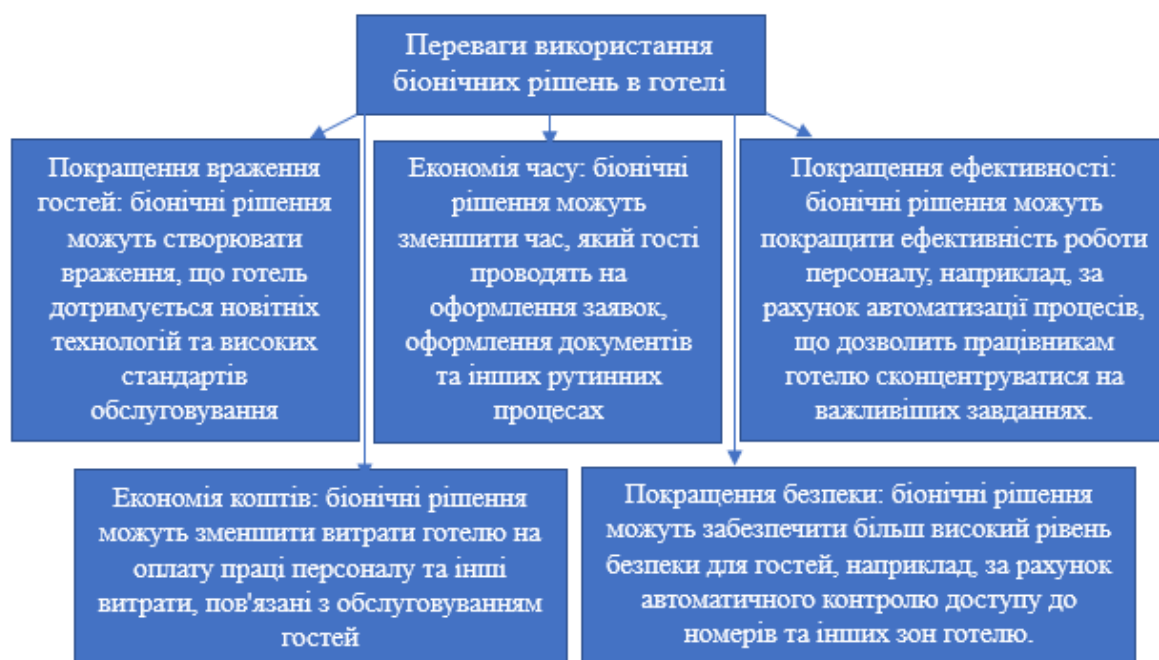 Переваги використання
біонічних рішень в готелі
Покращення враження
гостей: біонічні рішення
можуть створювати
враження, що готель
дотримується новітніх
технологій та високих
стандартів
обслуговування
Економія часу: біонічні
рішення можуть
зменшити час, який гості
проводять на
оформлення заявок,
оформлення документів
та інших рутинних
процесах
Покращення ефективності:
біонічні рішення можуть
покращити ефективність роботи
персоналу, наприклад, за
рахунок автоматизації процесів,
що дозволить працівникам
готелю сконцентруватися на
важливіших завданнях.
Економія коштів: біонічні рішення
можуть зменшити витрати готелю на
оплату праці персоналу та інші
витрати, пов'язані з обслуговуванням
гостей
Покращення безпеки: біонічні рішення
можуть забезпечити більш високий рівень
безпеки для гостей, наприклад, за рахунок
автоматичного контролю доступу до
номерів та інших зон готелю.